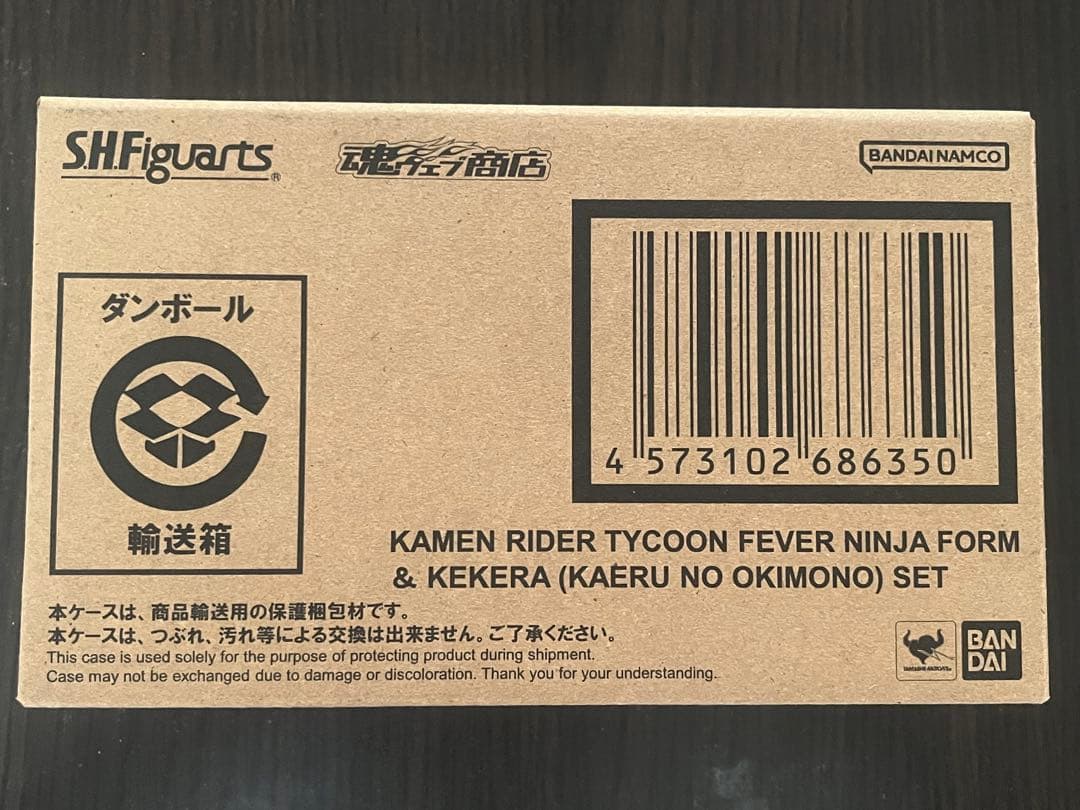 S.H.Figuarts®
魂ウェブ商店
BANDAI NAMCO
ダンボール
輸送箱
4 573102 686350
KAMEN RIDER TYCOON FEVER NINJA FORM
& KEKERA (KAERU NO OKIMONO) SET
本ケースは、商品輸送用の保護梱包材です。
本ケースは、つぶれ、汚れ等による交換は出来ません。ご了承ください。
This case is used solely for the purpose of protecting product during shipment.
Case may not be exchanged due to damage or discoloration. Thank you for your understanding.
TAMASHII NATIONS
BAN
DAI